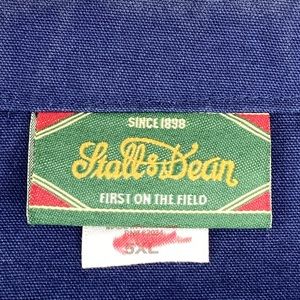 SINCE 1898
Stall & Dean
FIRST ON THE FIELD
5XL